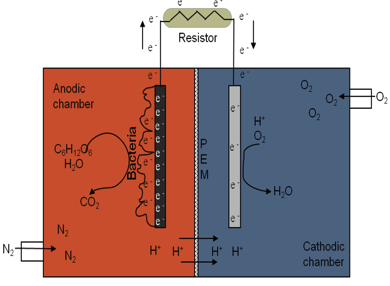 e⁻ e⁻
e⁻ e⁻
Resistor
e⁻ e⁻
e⁻ e⁻
Anodic
chamber
O₂
O₂ O₂
O₂
e⁻
e⁻
e⁻
e⁻
e⁻
e⁻
e⁻
e⁻
e⁻
e⁻
Bacteria
P
E
M
H⁺
O₂
C₆H₁₂O₆
H₂O
CO₂
H₂O
N₂
N₂ N₂
H⁺ H⁺ H⁺ H⁺
Cathodic
chamber